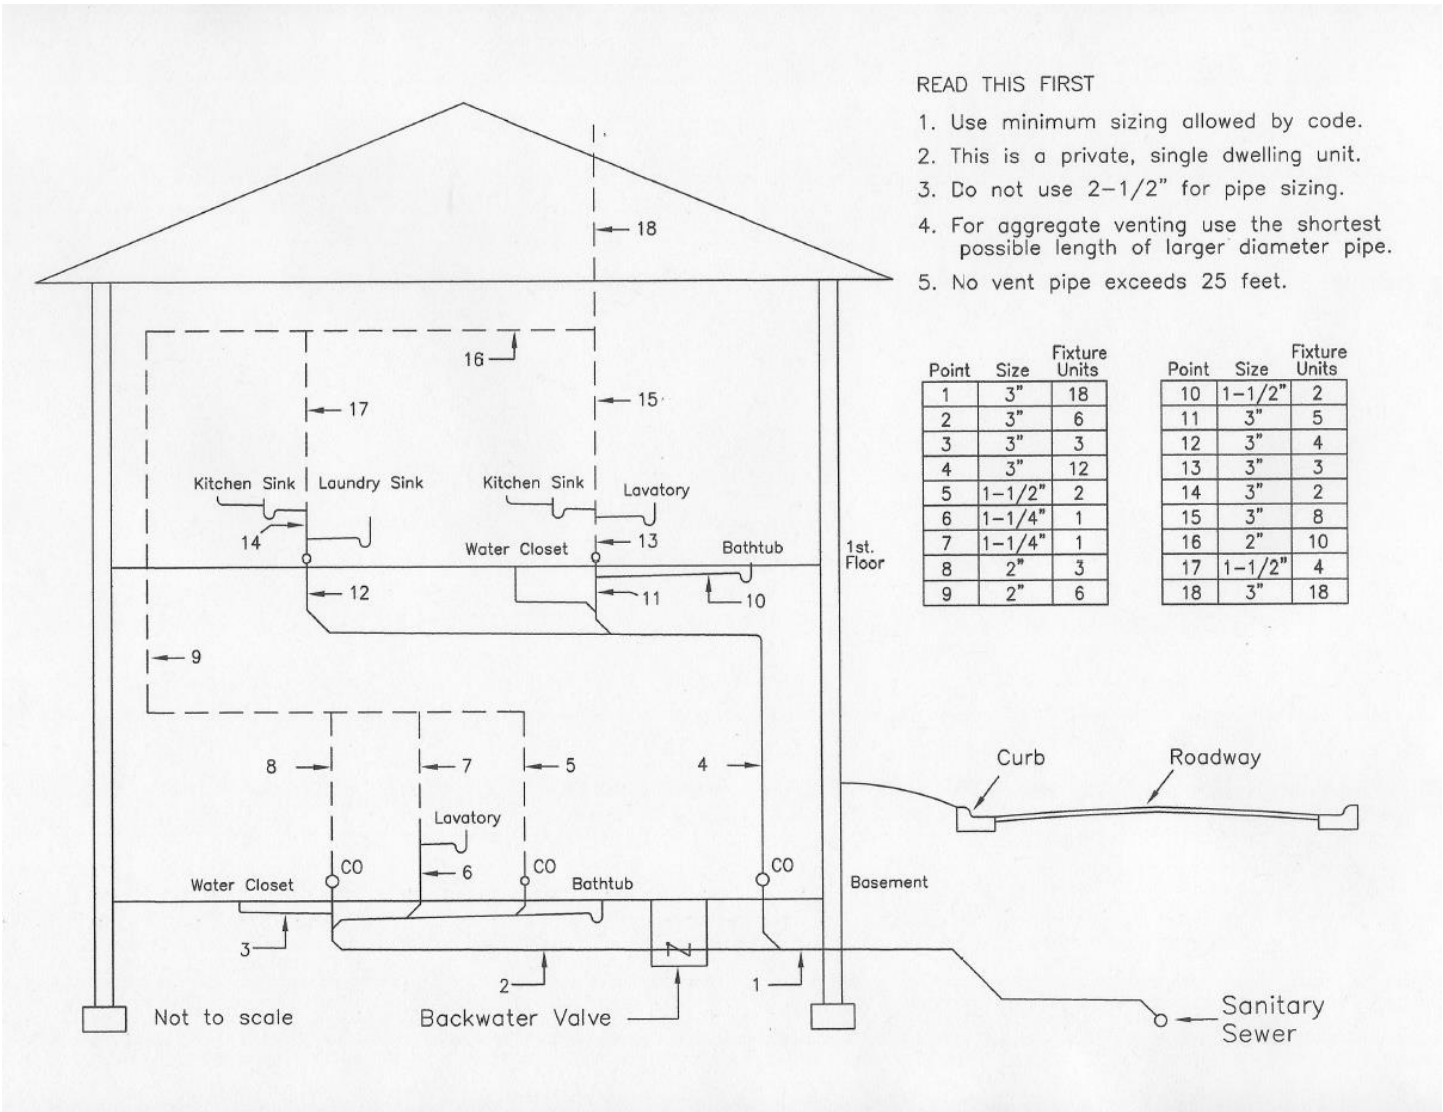 READ THIS FIRST
1. Use minimum sizing allowed by code.
2. This is a private, single dwelling unit.
3. Do not use 2-1/2" for pipe sizing.
4. For aggregate venting use the shortest
possible length of larger diameter pipe.
5. No vent pipe exceeds 25 feet.
Point Size Fixture Units
1 3" 18
2 3" 6
3 3" 3
4 3" 12
5 1-1/2" 2
6 1-1/4" 1
7 1-1/4" 1
8 2" 3
9 2" 6
Point Size Fixture Units
10 1-1/2" 2
11 3" 5
12 3" 4
13 3" 3
14 3" 2
15 3" 8
16 2" 10
17 1-1/2" 4
18 3" 18
18
16
17
15
Kitchen Sink
Laundry Sink
Kitchen Sink
Lavatory
14
13
Water Closet
Bathtub
1st.
Floor
12
11
10
9
8
7
5
4
Curb
Roadway
Lavatory
CO
6
CO
CO
Water Closet
Bathtub
Basement
3
2
1
Not to scale
Backwater Valve
Sanitary
Sewer